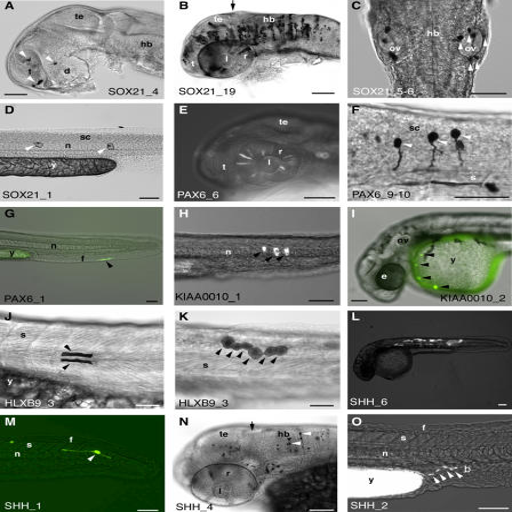 A
te
hb
d
SOX21_4
B
te
hb
t
l
r
SOX21_19
C
hb
ov
ov
SOX21_5-6
D
sc
n
y
SOX21_1
E
te
t
r
l
PAX6_6
F
sc
s
PAX6_9-10
G
n
y
f
PAX6_1
H
n
KIAA0010_1
I
ov
e
y
KIAA0010_2
J
s
y
HLXB9_3
K
s
HLXB9_3
L
SHH_6
M
s
f
n
SHH_1
N
te
hb
r
l
SHH_4
O
f
s
n
b
y
SHH_2